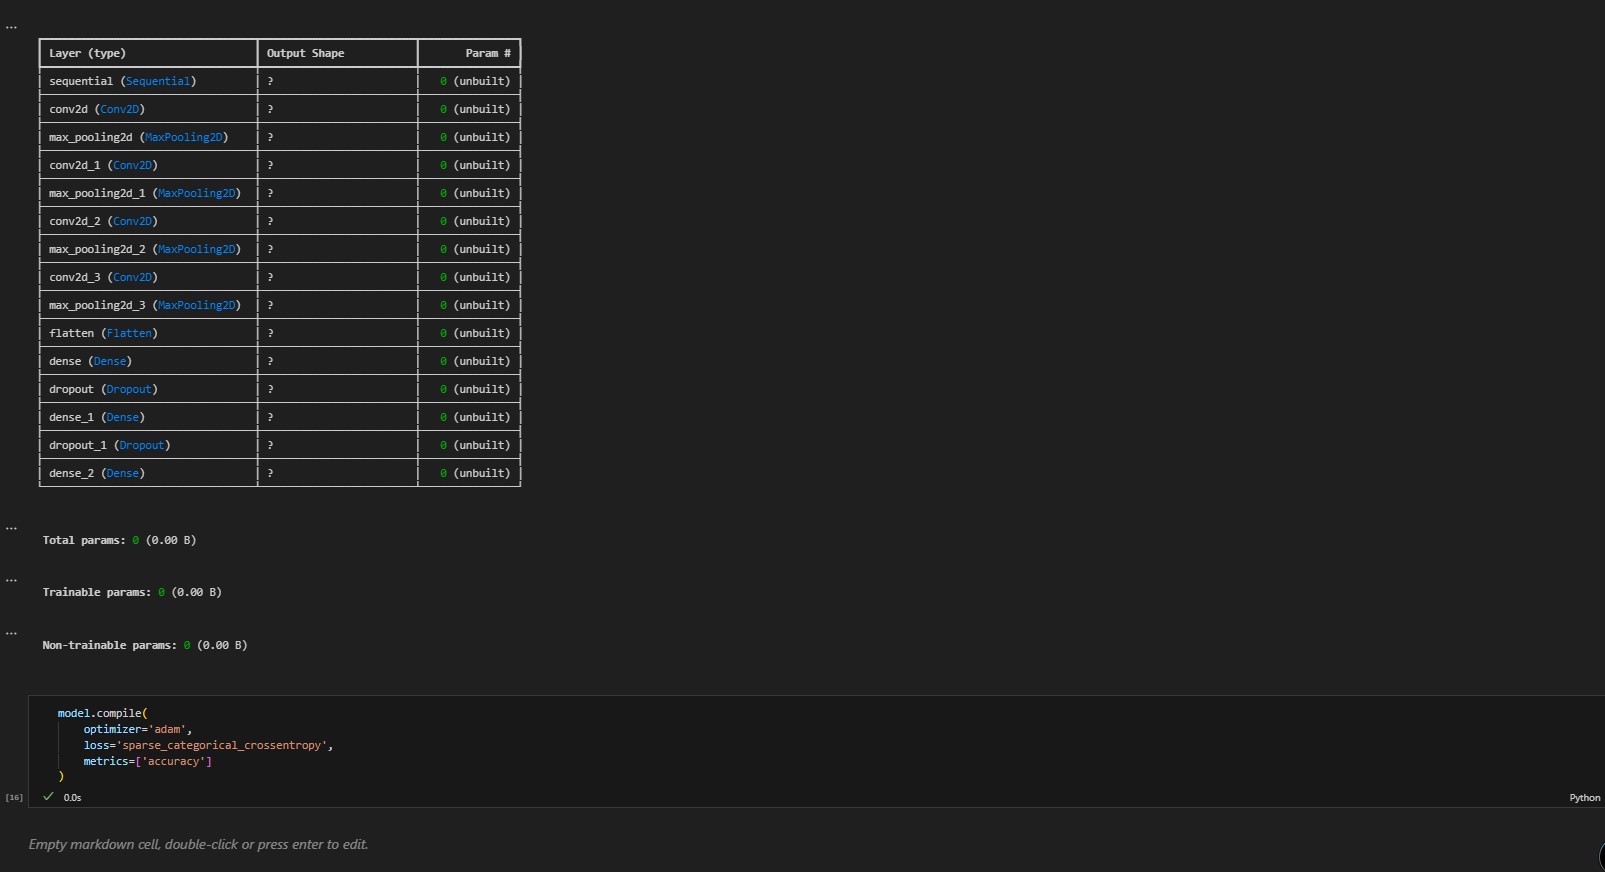 ...
Layer (type) Output Shape Param #
sequential (Sequential) ? 0 (unbuilt)
conv2d (Conv2D) ? 0 (unbuilt)
max_pooling2d (MaxPooling2D) ? 0 (unbuilt)
conv2d_1 (Conv2D) ? 0 (unbuilt)
max_pooling2d_1 (MaxPooling2D) ? 0 (unbuilt)
conv2d_2 (Conv2D) ? 0 (unbuilt)
max_pooling2d_2 (MaxPooling2D) ? 0 (unbuilt)
conv2d_3 (Conv2D) ? 0 (unbuilt)
max_pooling2d_3 (MaxPooling2D) ? 0 (unbuilt)
flatten (Flatten) ? 0 (unbuilt)
dense (Dense) ? 0 (unbuilt)
dropout (Dropout) ? 0 (unbuilt)
dense_1 (Dense) ? 0 (unbuilt)
dropout_1 (Dropout) ? 0 (unbuilt)
dense_2 (Dense) ? 0 (unbuilt)
...
Total params: 0 (0.00 B)
...
Trainable params: 0 (0.00 B)
...
Non-trainable params: 0 (0.00 B)
model.compile(
    optimizer='adam',
    loss='sparse_categorical_crossentropy',
    metrics=['accuracy']
)
[16] ✓ 0.0s Python
Empty markdown cell, double-click or press enter to edit.